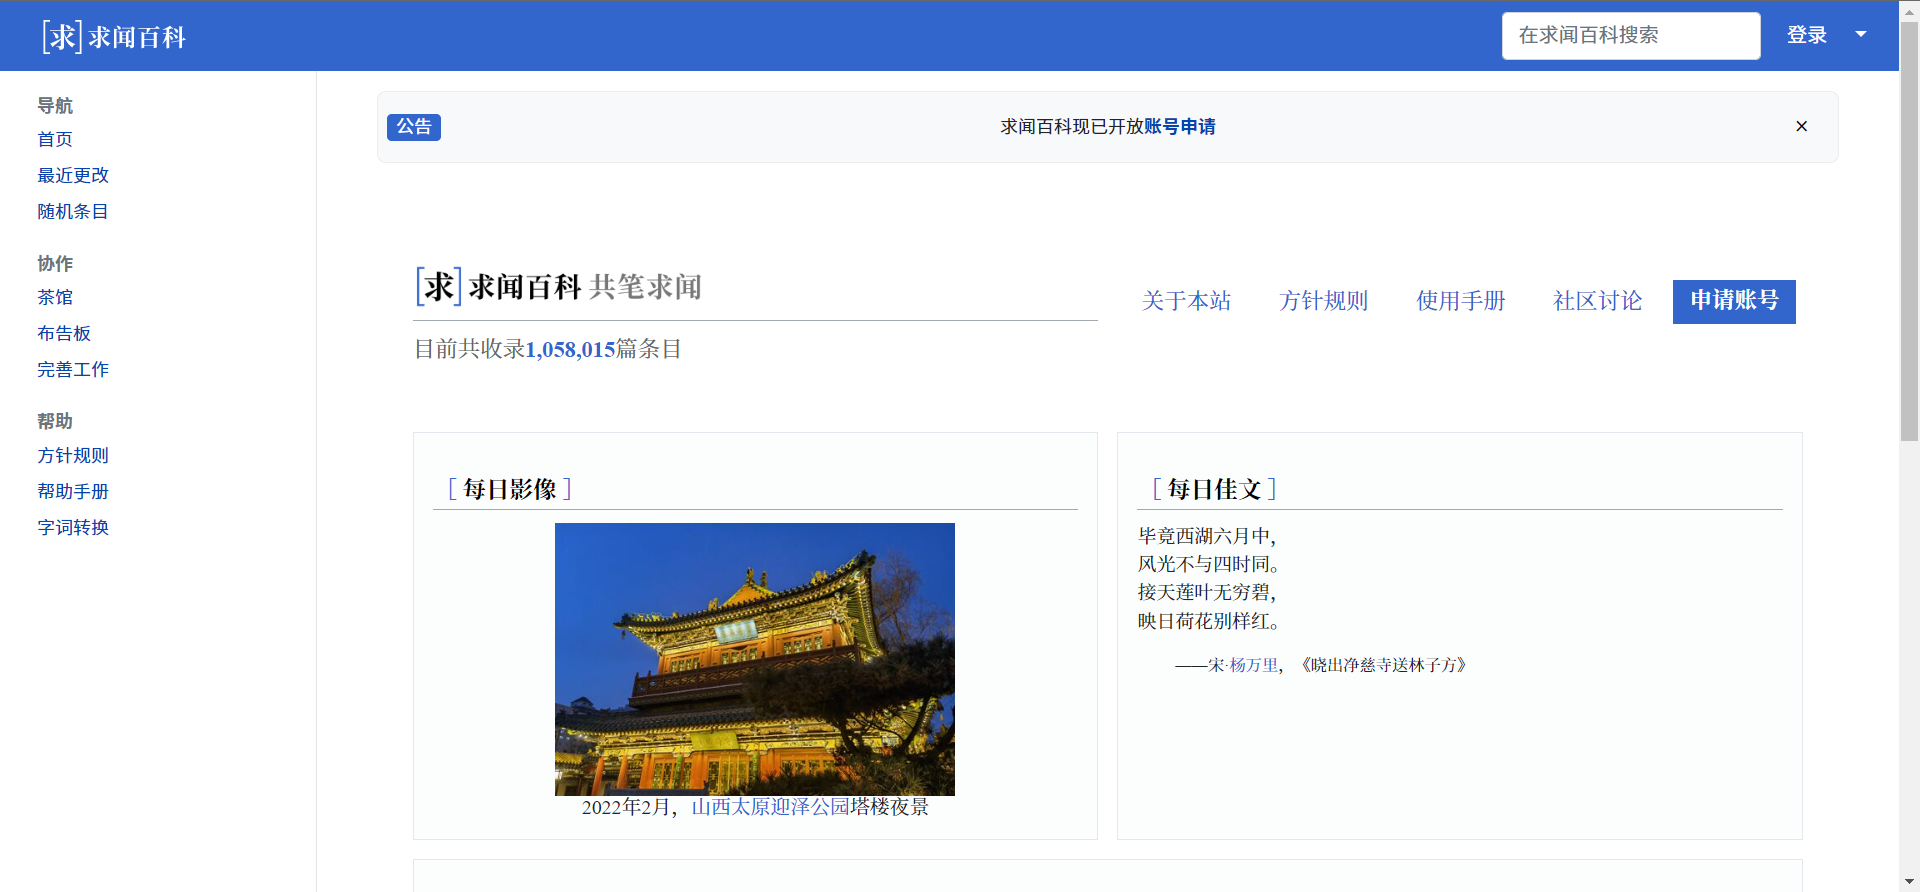 [求] 求闻百科
在求闻百科搜索
登录
导航
首页
最近更改
随机条目
协作
茶馆
布告板
完善工作
帮助
方针规则
帮助手册
字词转换
公告
求闻百科现已开放账号申请
×
[求] 求闻百科 共笔求闻
目前共收录1,058,015篇条目
关于本站
方针规则
使用手册
社区讨论
申请账号
[ 每日影像 ]
2022年2月，山西太原迎泽公园塔楼夜景
[ 每日佳文 ]
毕竟西湖六月中，
风光不与四时同。
接天莲叶无穷碧，
映日荷花别样红。
——宋·杨万里，《晓出净慈寺送林子方》